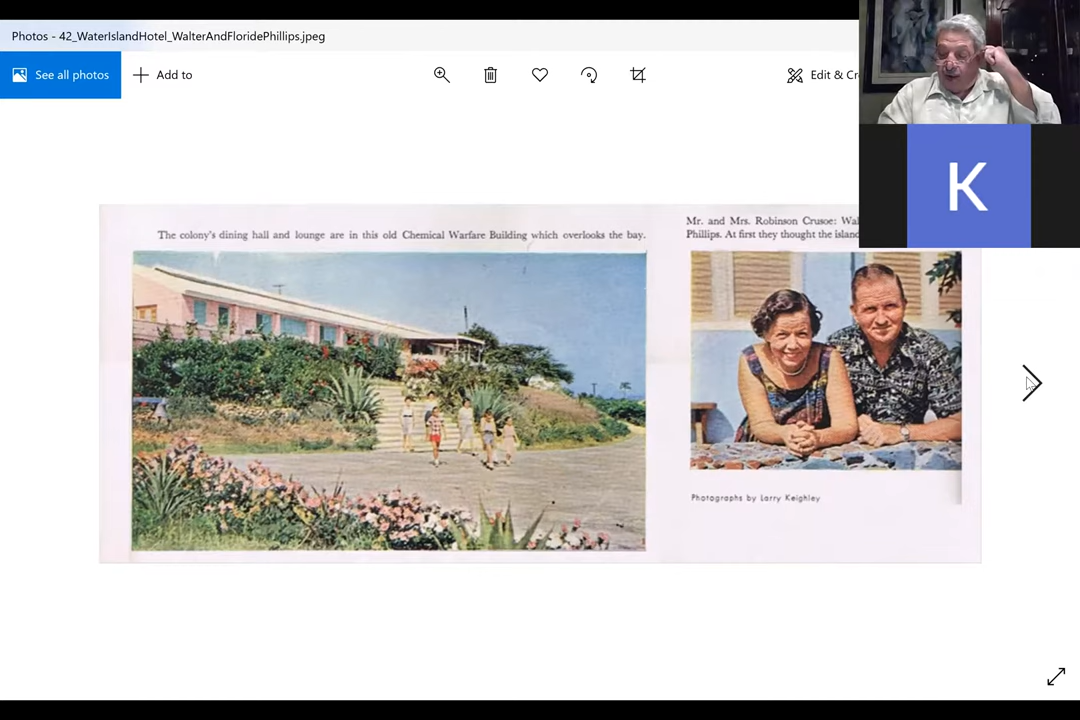 Photos - 42_WaterIslandHotel_WalterAndFloridePhillips.jpeg
See all photos
Add to
Edit & Cr
K
The colony's dining hall and lounge are in this old Chemical Warfare Building which overlooks the bay.
Mr. and Mrs. Robinson Crusoe: Wal
Phillips. At first they thought the island
Photographs by Larry Keighley